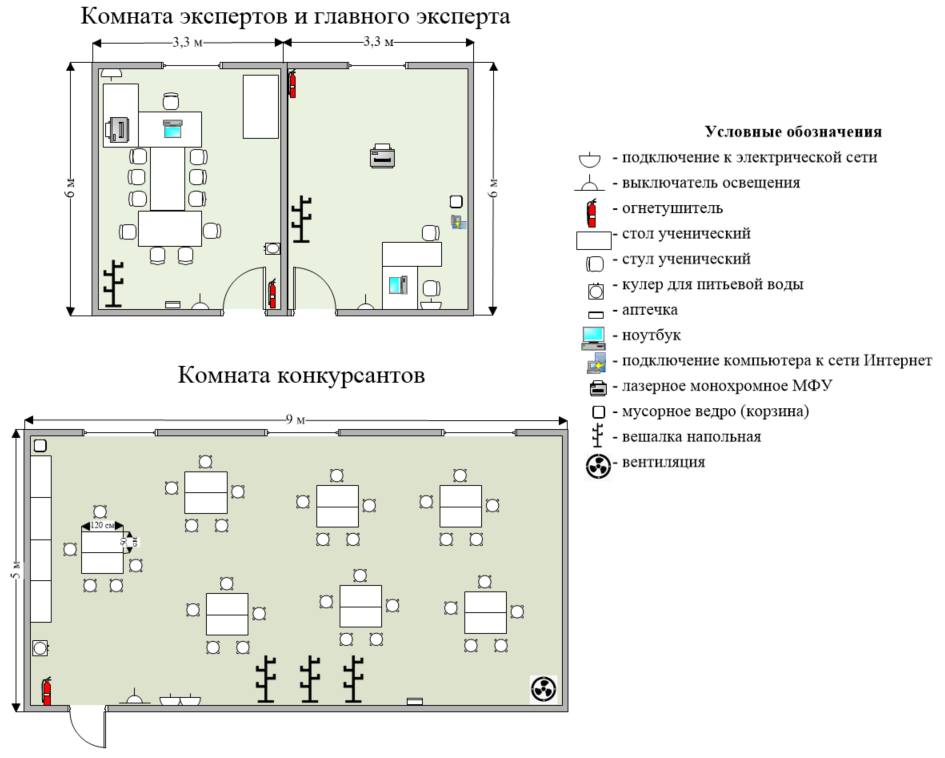 Комната экспертов и главного эксперта
3,3 м
3,3 м
6 м
6 м
Условные обозначения
- подключение к электрической сети
- выключатель освещения
- огнетушитель
- стол ученический
- стул ученический
- кулер для питьевой воды
- аптечка
- ноутбук
- подключение компьютера к сети Интернет
- лазерное монохромное МФУ
- мусорное ведро (корзина)
- вешалка напольная
- вентиляция
Комната конкурсантов
9 м
5 м
120 см